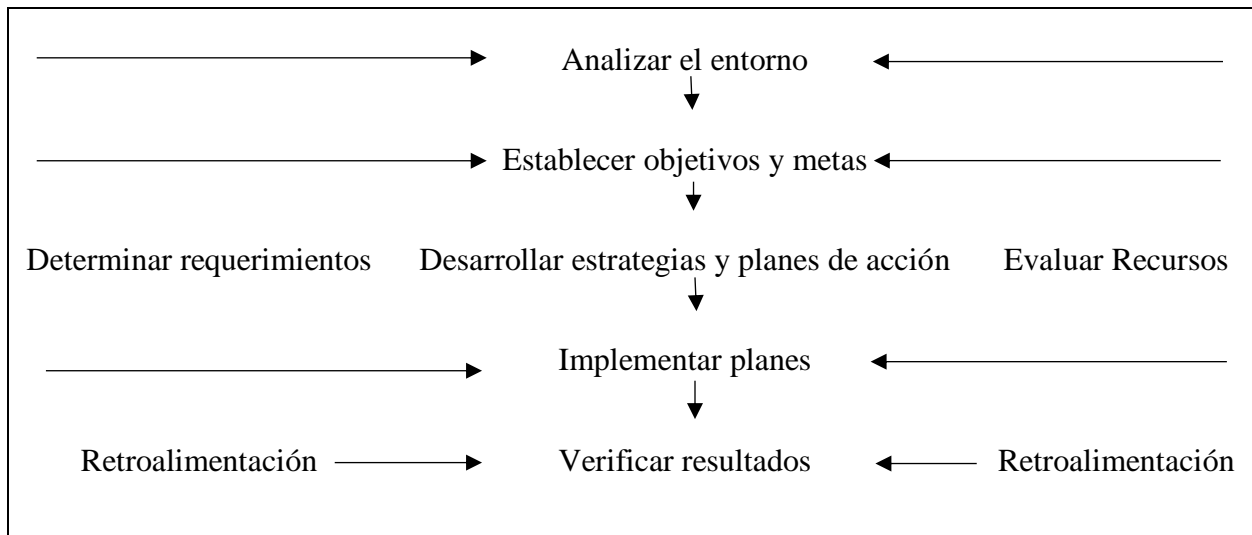 Analizar el entorno
Establecer objetivos y metas
Determinar requerimientos Desarrollar estrategias y planes de acción Evaluar Recursos
Implementar planes
Retroalimentación Verificar resultados Retroalimentación